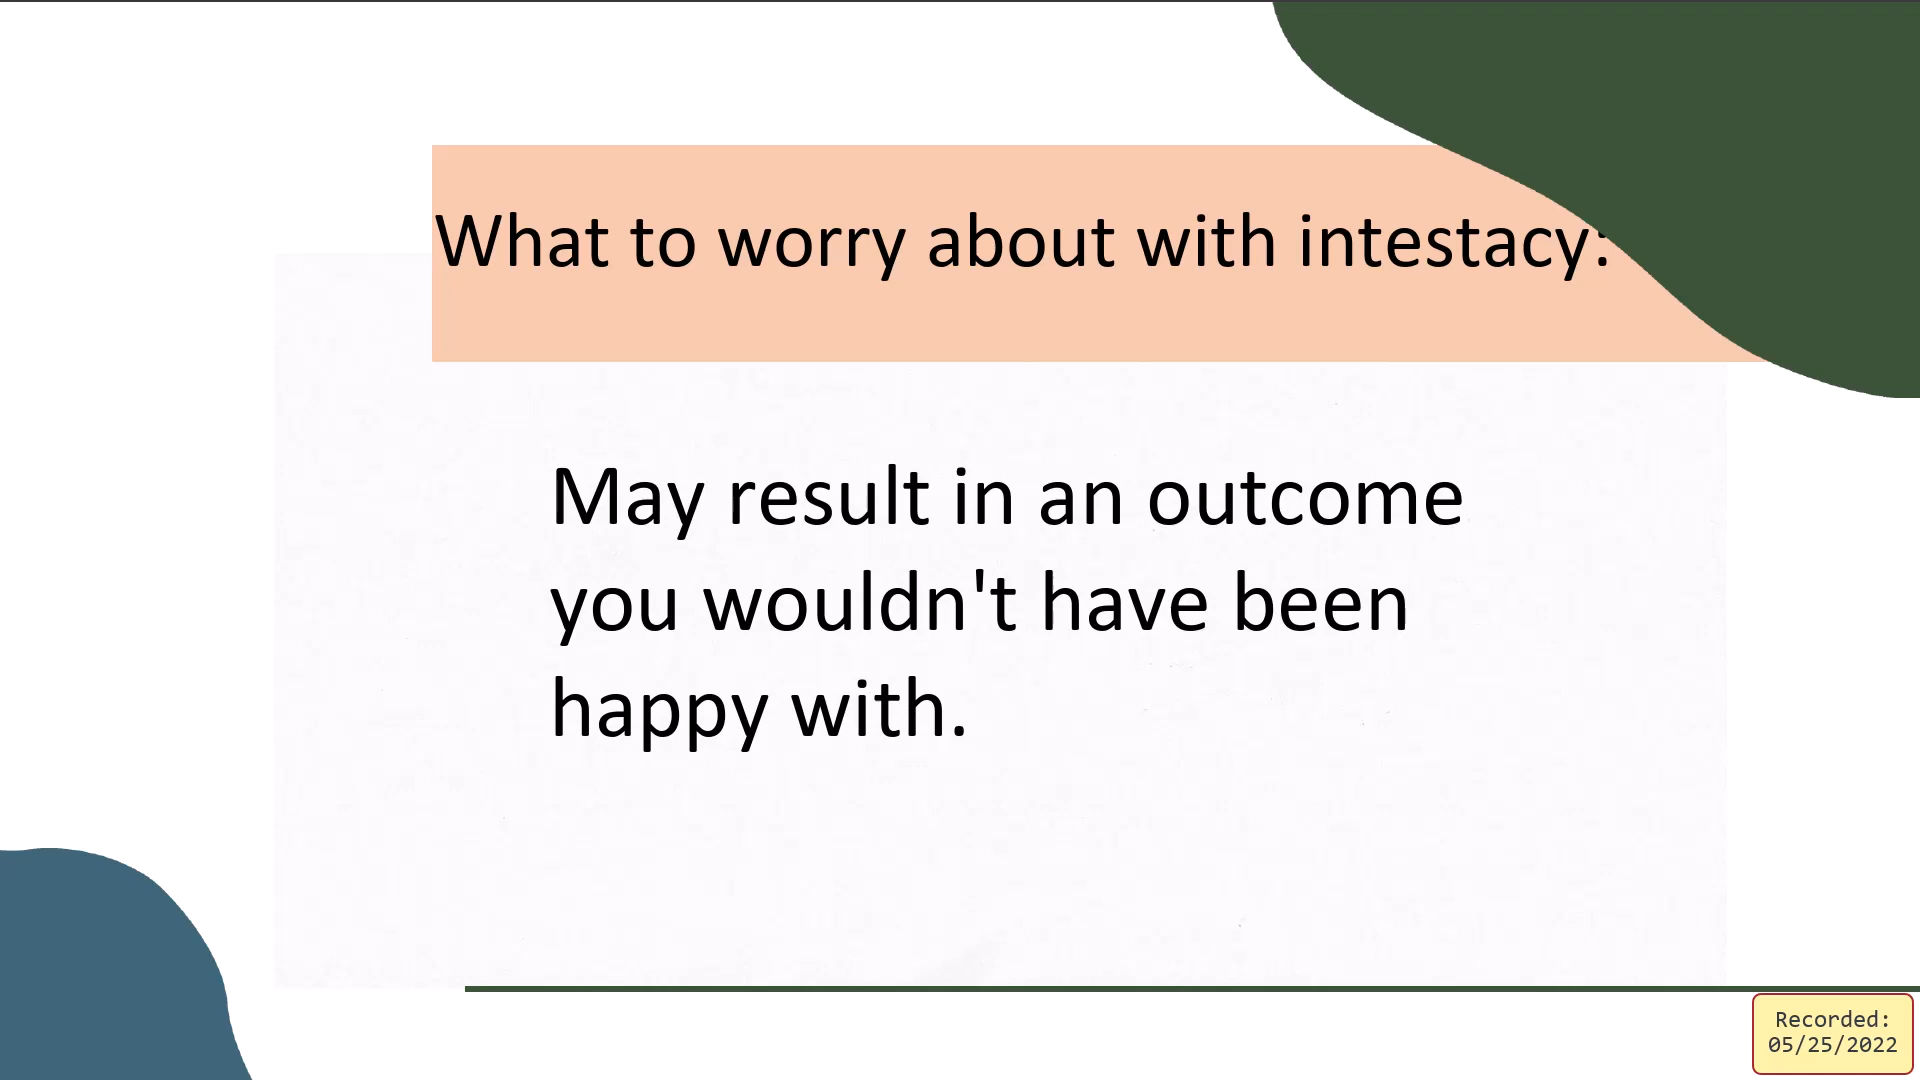 What to worry about with intestacy:
May result in an outcome
you wouldn't have been
happy with.
Recorded:
05/25/2022